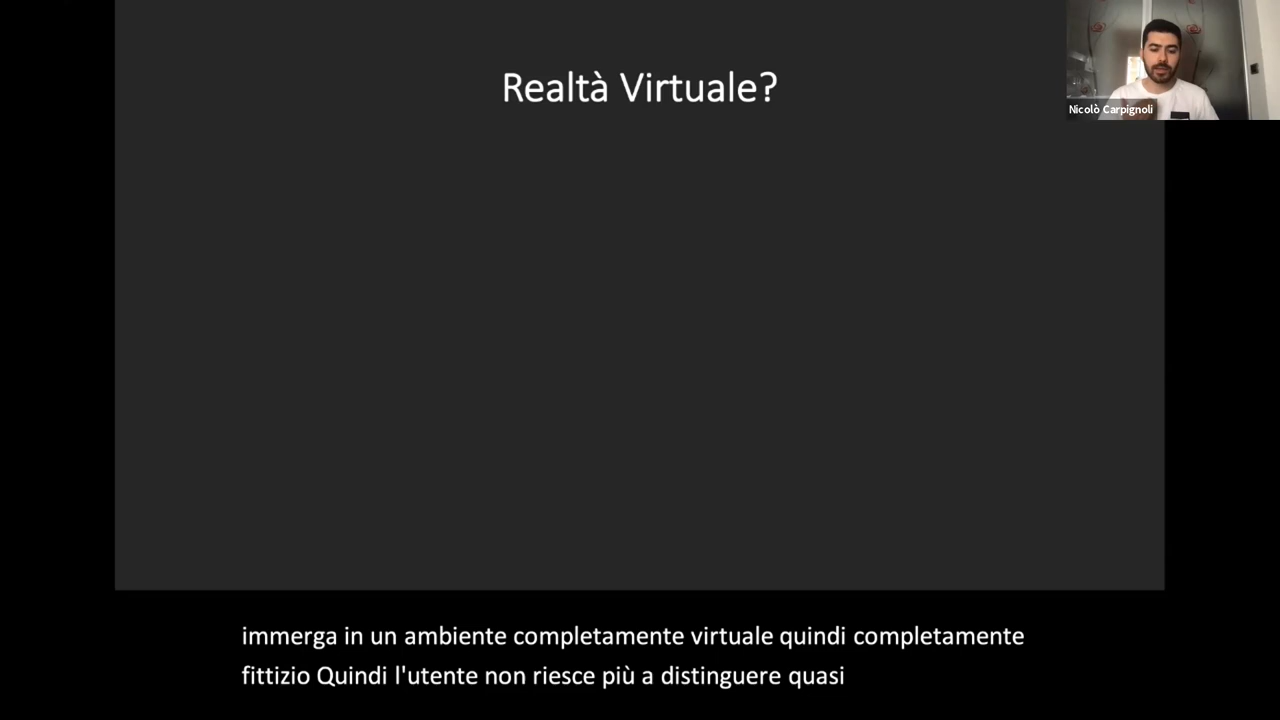 Realtà Virtuale?
Nicolò Carpignoli
immerga in un ambiente completamente virtuale quindi completamente
fittizio Quindi l'utente non riesce più a distinguere quasi